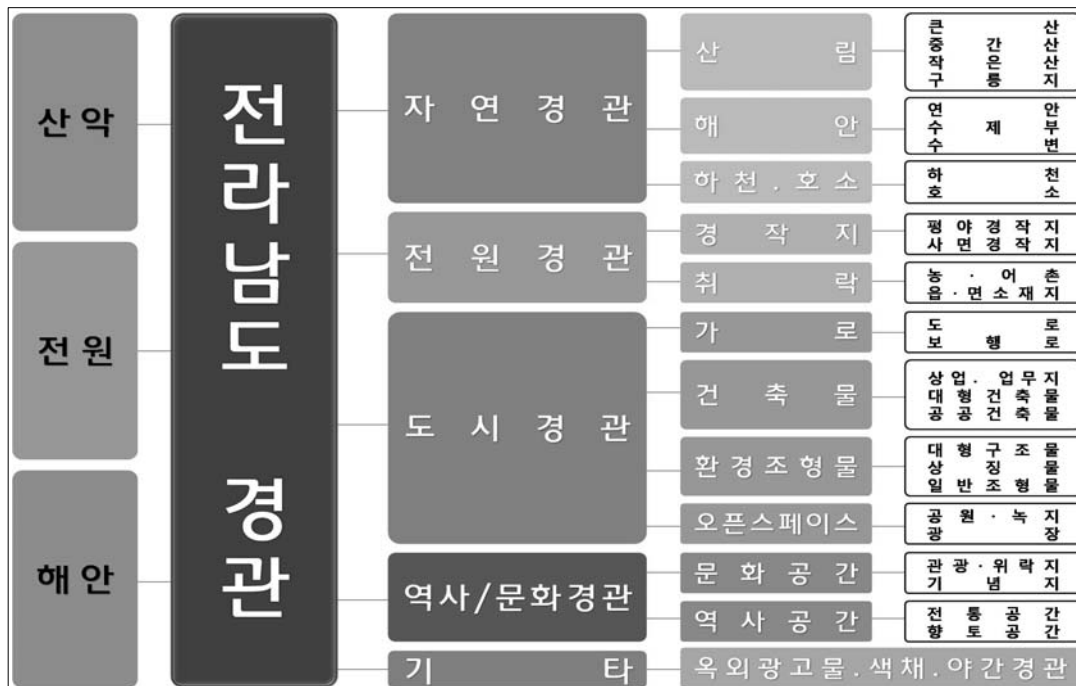 산악
전원
해안
전라남도 경관
자연경관
산림
큰산
중간산
작은산
구릉지
해안
연안
수제부
수변
하천.호소
하천
호소
전원경관
경작지
평야경작지
사면경작지
취락
농·어촌
읍·면소재지
도시경관
가로
도로
보행로
건축물
상업.업무지
대형건축물
공공건축물
환경조형물
대형구조물
상징물
일반조형물
오픈스페이스
공원·녹지
광장
역사/문화경관
문화공간
관광·위락지
기념지
역사공간
전통공간
향토공간
기타
옥외광고물.색채.야간경관